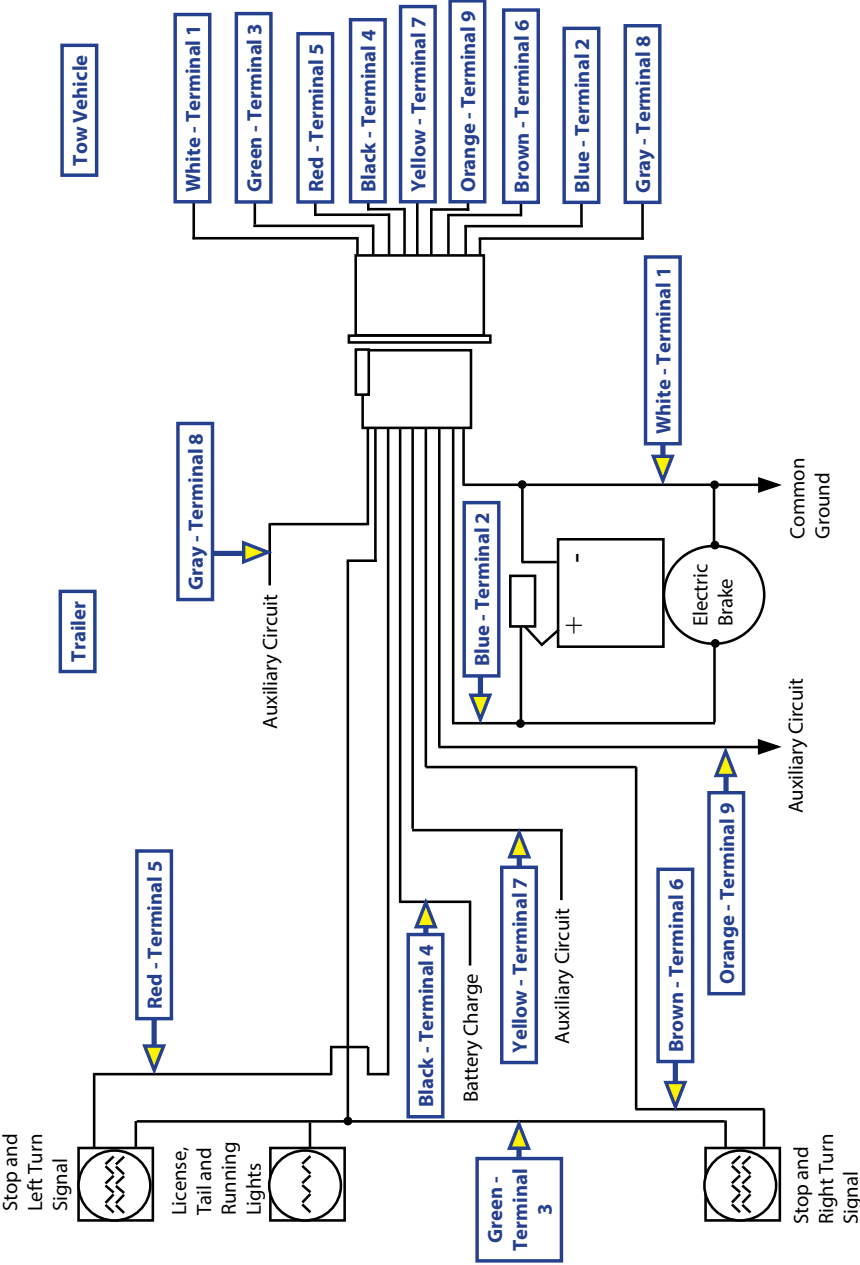 Tow Vehicle
White - Terminal 1
Green - Terminal 3
Red - Terminal 5
Black - Terminal 4
Yellow - Terminal 7
Orange - Terminal 9
Brown - Terminal 6
Blue - Terminal 2
Gray - Terminal 8
Trailer
Gray - Terminal 8
Auxiliary Circuit
Blue - Terminal 2
White - Terminal 1
+
-
Electric
Brake
Common
Ground
Red - Terminal 5
Black - Terminal 4
Battery Charge
Yellow - Terminal 7
Auxiliary Circuit
Brown - Terminal 6
Orange - Terminal 9
Auxiliary Circuit
Stop and
Left Turn
Signal
License,
Tail and
Running
Lights
Green -
Terminal
3
Stop and
Right Turn
Signal